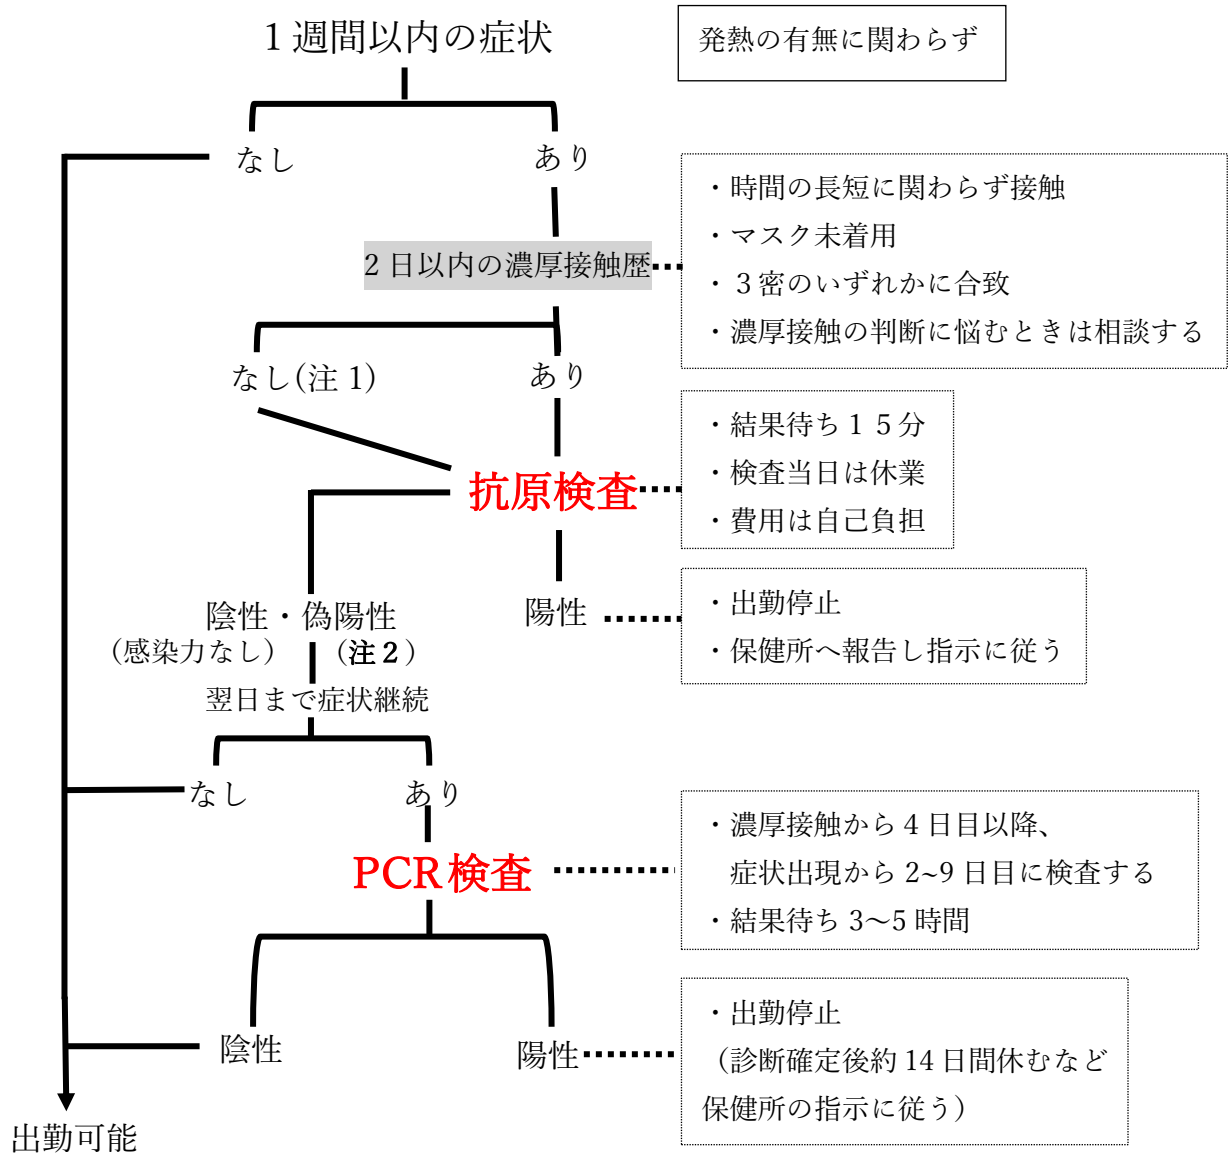 1 週間以内の症状
発熱の有無に関わらず
なし
あり
・時間の長短に関わらず接触
・マスク未着用
・３密のいずれかに合致
・濃厚接触の判断に悩むときは相談する
2 日以内の濃厚接触歴
なし(注 1)
あり
・結果待ち１５分
・検査当日は休業
・費用は自己負担
抗原検査
陰性・偽陽性
(感染力なし） （注２）
陽性
・出勤停止
・保健所へ報告し指示に従う
翌日まで症状継続
なし
あり
・濃厚接触から 4 日目以降、
症状出現から 2~9 日目に検査する
・結果待ち 3～5 時間
PCR 検査
陰性
陽性
・出勤停止
（診断確定後約 14 日間休むなど
保健所の指示に従う）
出勤可能